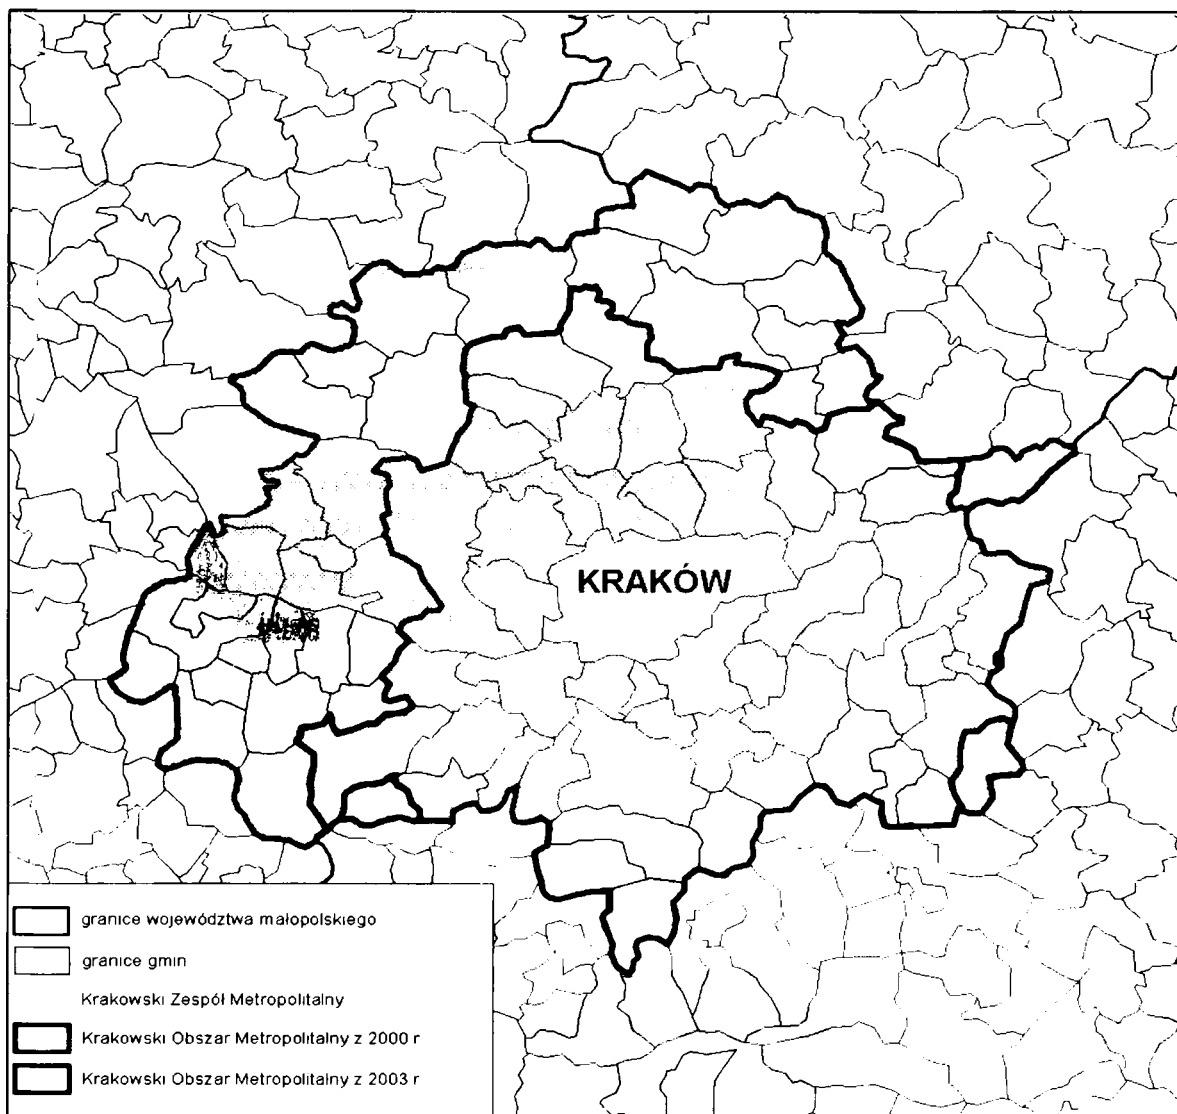 KRAKÓW
granice województwa małopolskiego
granice gmin
Krakowski Zespół Metropolitalny
Krakowski Obszar Metropolitalny z 2000 r
Krakowski Obszar Metropolitalny z 2003 r